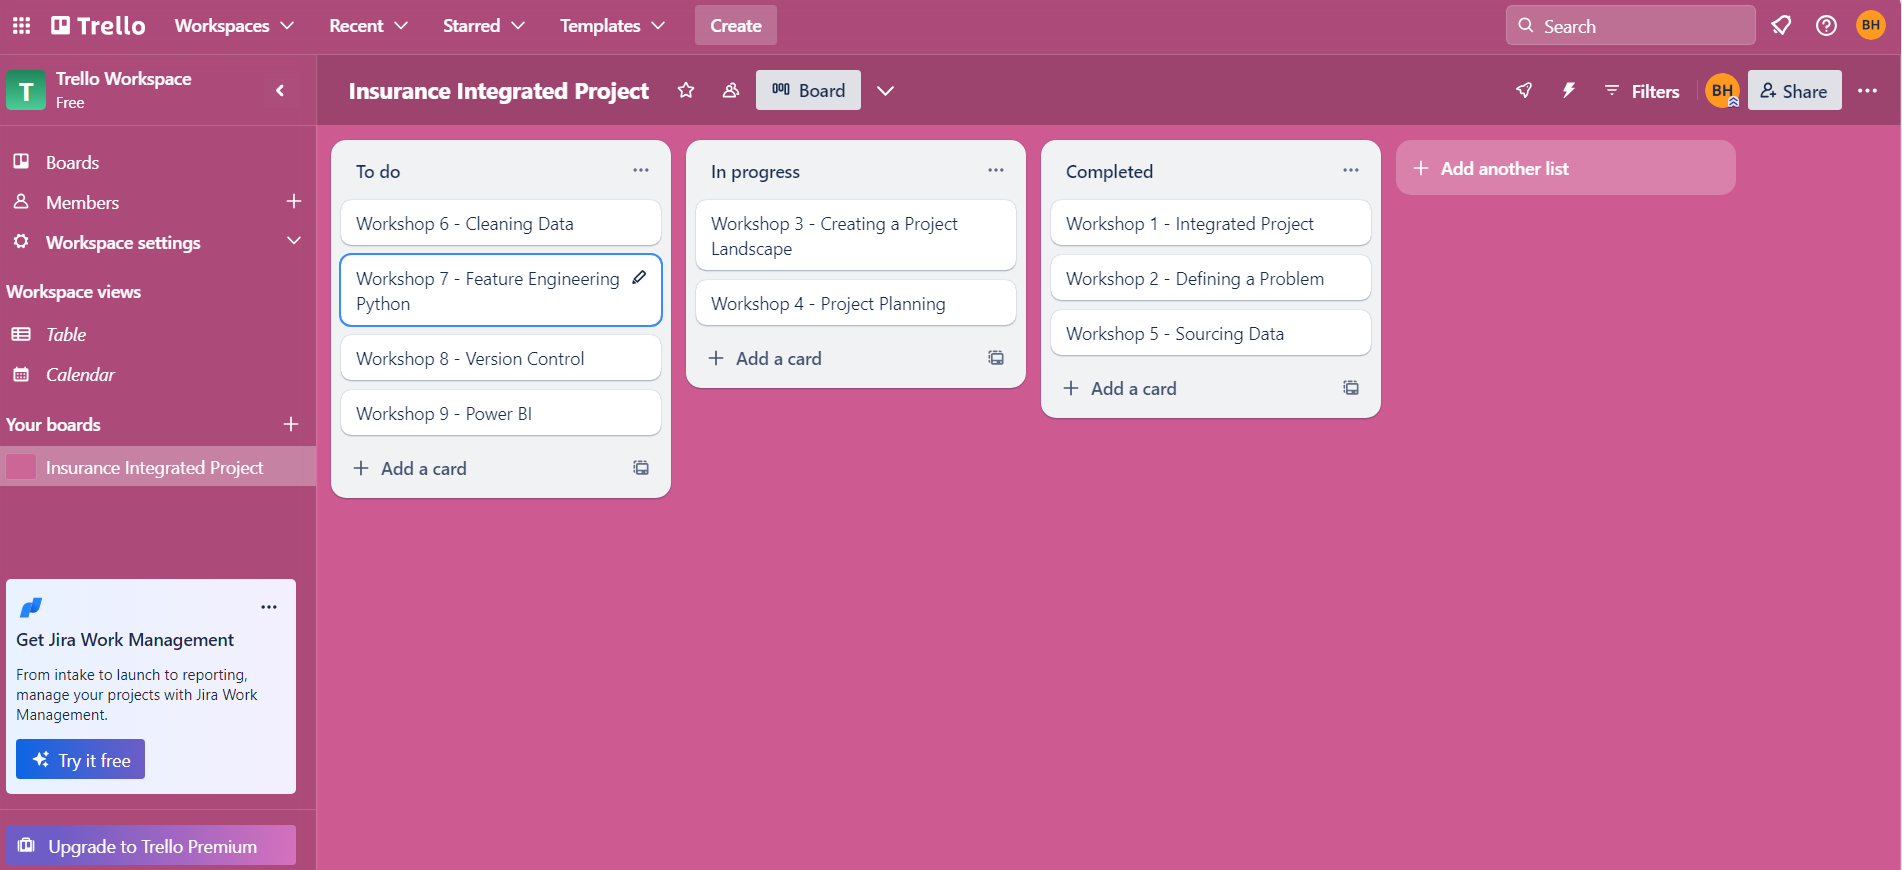 Trello
Workspaces
Recent
Starred
Templates
Create
Search
BH
T
Trello Workspace
Free
Boards
Members
Workspace settings
Workspace views
Table
Calendar
Your boards
Insurance Integrated Project
Get Jira Work Management
From intake to launch to reporting,
manage your projects with Jira Work
Management.
Try it free
Upgrade to Trello Premium
Insurance Integrated Project
Board
Filters
BH
Share
To do
Workshop 6 - Cleaning Data
Workshop 7 - Feature Engineering
Python
Workshop 8 - Version Control
Workshop 9 - Power BI
Add a card
In progress
Workshop 3 - Creating a Project
Landscape
Workshop 4 - Project Planning
Add a card
Completed
Workshop 1 - Integrated Project
Workshop 2 - Defining a Problem
Workshop 5 - Sourcing Data
Add a card
Add another list